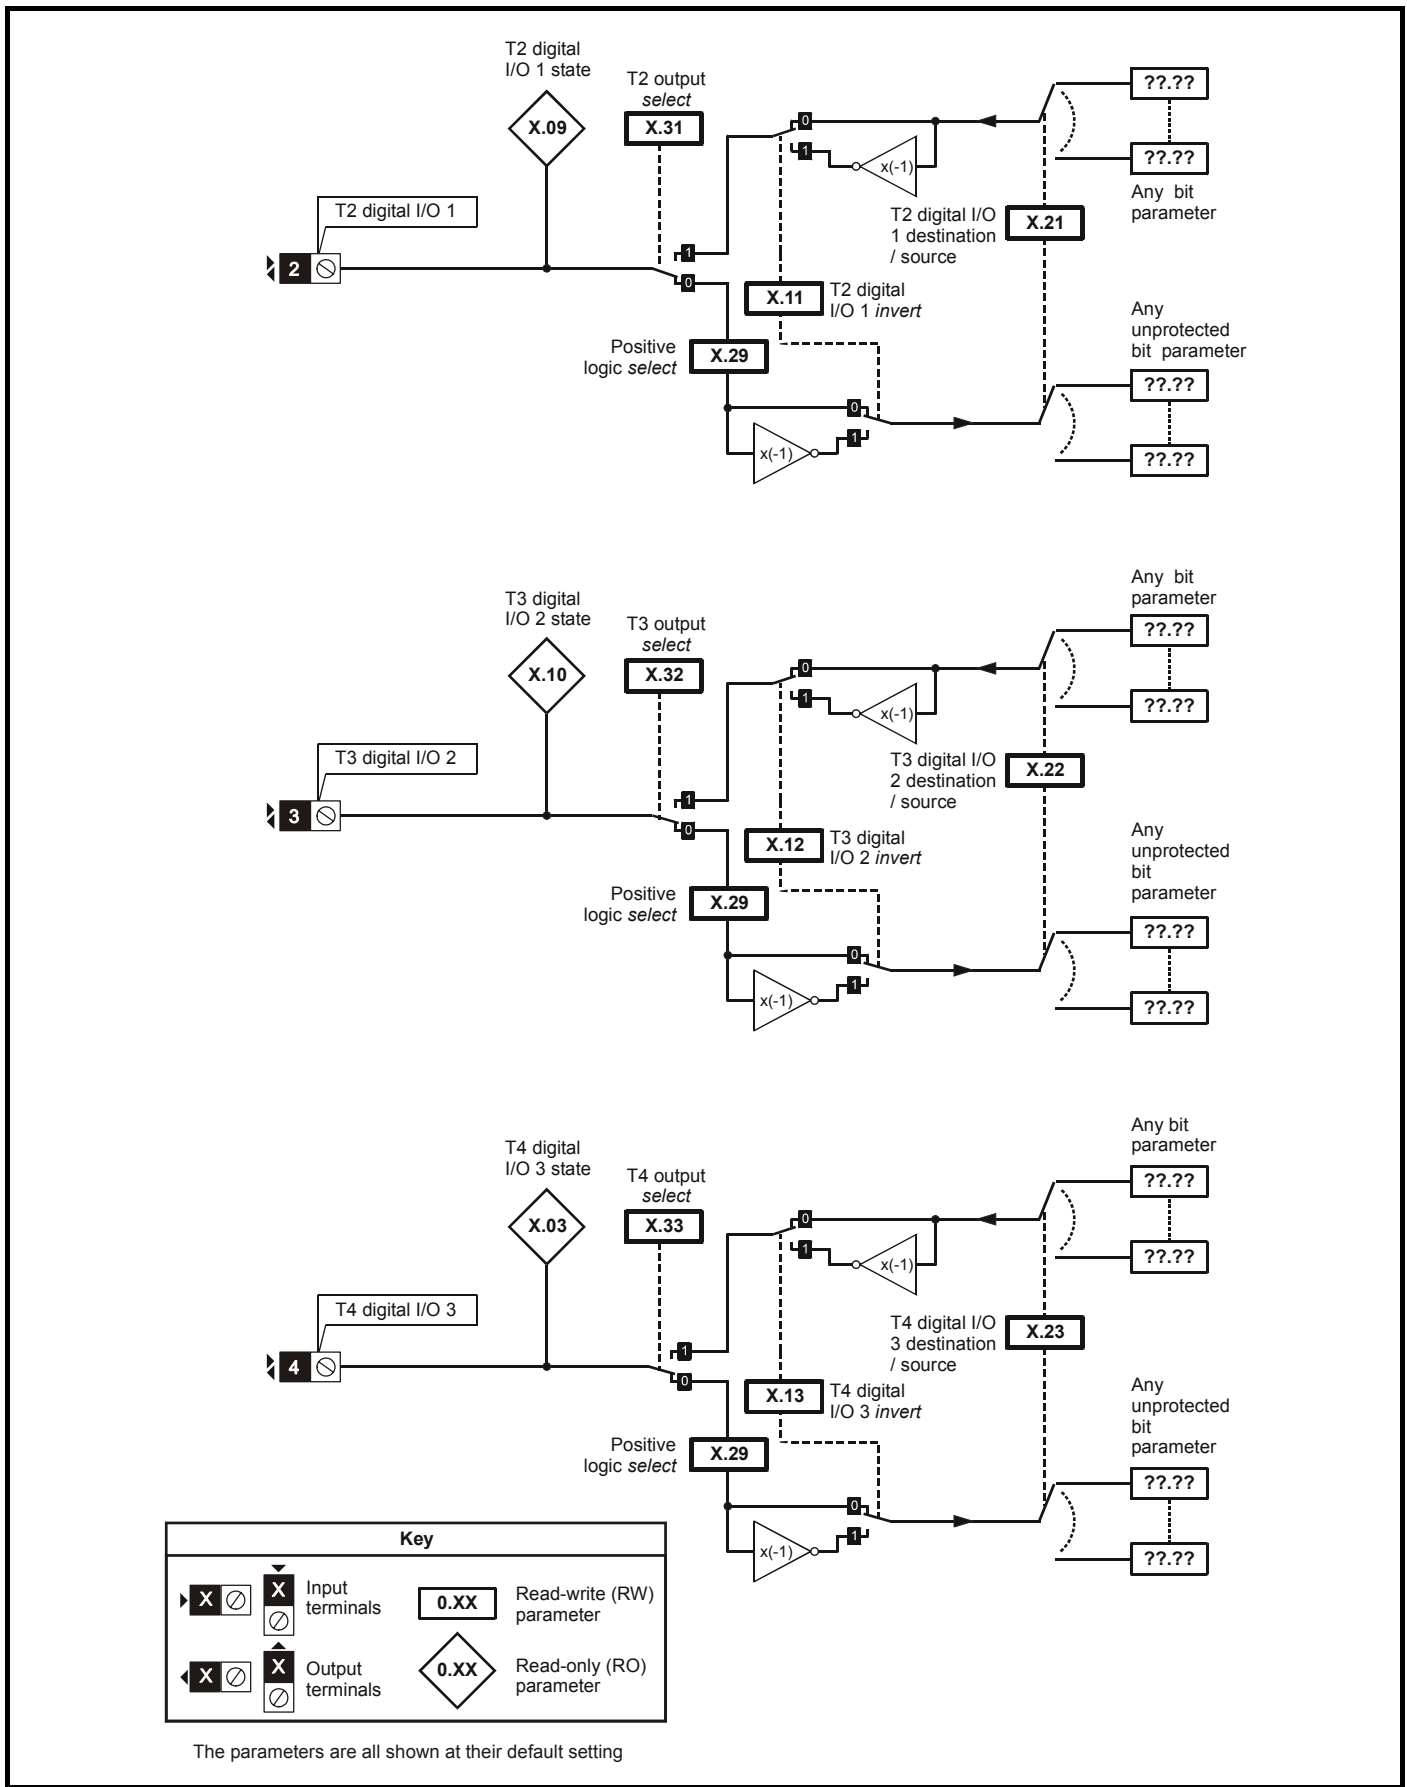 T2 digital
I/O 1 state
T2 output
select
X.09
X.31
0
1
x(-1)
??.??
??.??
Any bit
parameter
T2 digital I/O 1
T2 digital I/O
1 destination
/ source
X.21
2
1
0
X.11
T2 digital
I/O 1 invert
Any
unprotected
bit parameter
Positive
logic select
X.29
0
1
x(-1)
??.??
??.??
T3 digital
I/O 2 state
T3 output
select
Any bit
parameter
X.10
X.32
0
1
x(-1)
??.??
??.??
T3 digital I/O 2
T3 digital I/O
2 destination
/ source
X.22
3
1
0
X.12
T3 digital
I/O 2 invert
Any
unprotected
bit
parameter
Positive
logic select
X.29
0
1
x(-1)
??.??
??.??
T4 digital
I/O 3 state
T4 output
select
Any bit
parameter
X.03
X.33
0
1
x(-1)
??.??
??.??
T4 digital I/O 3
T4 digital I/O
3 destination
/ source
X.23
4
1
0
X.13
T4 digital
I/O 3 invert
Any
unprotected
bit
parameter
Positive
logic select
X.29
0
1
x(-1)
??.??
??.??
Key
X
X
Input
terminals
0.XX
Read-write (RW)
parameter
X
X
Output
terminals
0.XX
Read-only (RO)
parameter
The parameters are all shown at their default setting